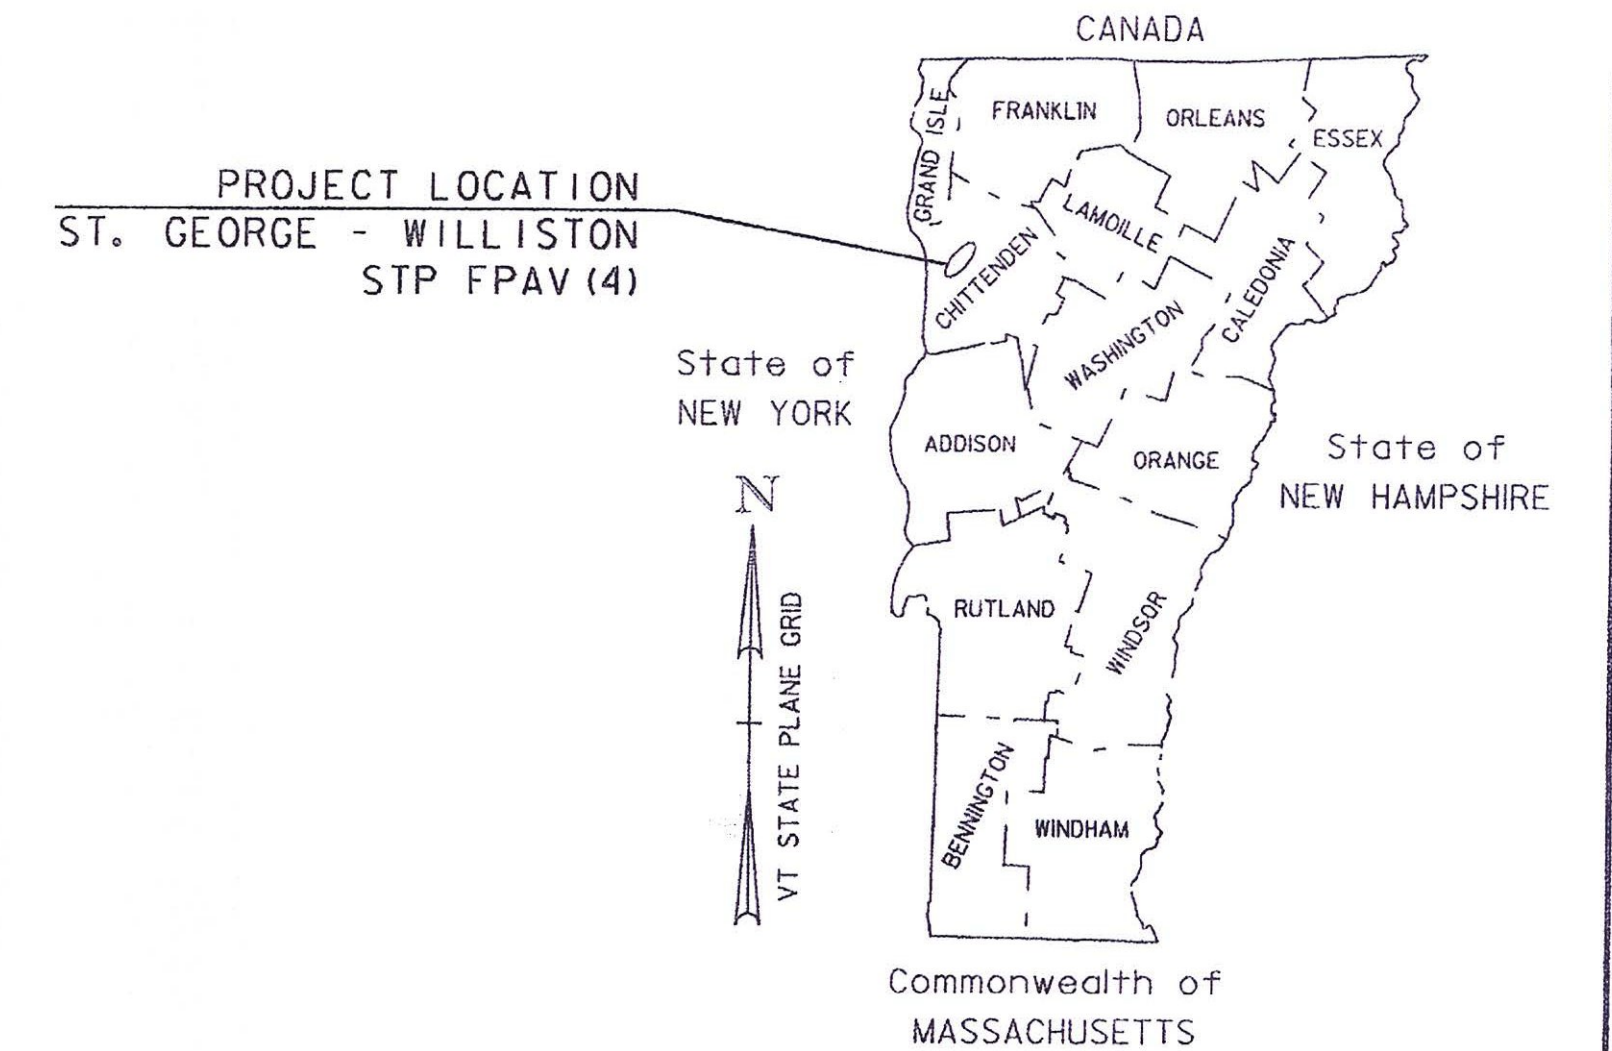 CANADA
FRANKLIN
ORLEANS
ESSEX
GRAND ISLE
PROJECT LOCATION
ST. GEORGE - WILLISTON
STP FPAV (4)
LAMOILLE
CHITTENDEN
CALEDONIA
WASHINGTON
State of
NEW YORK
ADDISON
ORANGE
State of
NEW HAMPSHIRE
N
VT STATE PLANE GRID
RUTLAND
WINDSOR
BENNINGTON
WINDHAM
Commonwealth of
MASSACHUSETTS